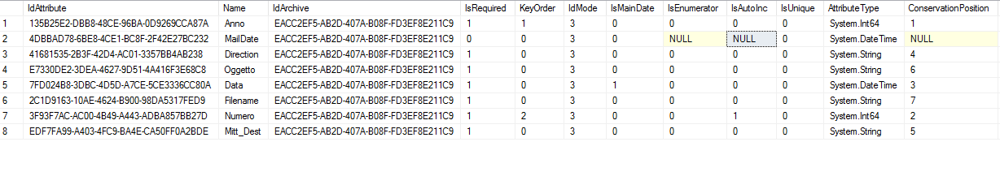 IdAttribute Name IdArchive IsRequired KeyOrder IdMode IsMainDate IsEnumerator IsAutoInc IsUnique AttributeType ConservationPosition
1 135B25E2-DBB8-48CE-96BA-0D9269CCA87A Anno EACC2EF5-AB2D-407A-B08F-FD3EF8E211C9 1 1 3 0 0 0 0 System.Int64 1
2 4DBBAD78-6BE8-4CE1-BC8F-2F42E27BC232 MailDate EACC2EF5-AB2D-407A-B08F-FD3EF8E211C9 0 0 3 0 NULL NULL 0 System.DateTime NULL
3 41681535-2B3F-42D4-AC01-3357BB4AB238 Direction EACC2EF5-AB2D-407A-B08F-FD3EF8E211C9 1 0 3 0 0 0 0 System.String 4
4 E7330DE2-3DEA-4627-9D51-4A416F3E68C8 Oggetto EACC2EF5-AB2D-407A-B08F-FD3EF8E211C9 1 0 3 0 0 0 0 System.String 6
5 7FD024B8-3DBC-4D5D-A7CE-5CE3336CC80A Data EACC2EF5-AB2D-407A-B08F-FD3EF8E211C9 1 0 3 1 0 0 0 System.DateTime 3
6 2C1D9163-10AE-4624-B900-98DA5317FED9 Filename EACC2EF5-AB2D-407A-B08F-FD3EF8E211C9 1 0 3 0 0 0 0 System.String 7
7 3F93F7AC-AC00-4B49-A443-ADBA857BB27D Numero EACC2EF5-AB2D-407A-B08F-FD3EF8E211C9 1 2 3 0 0 1 0 System.Int64 2
8 EDF7FA99-A403-4FC9-BA4E-CA50FF0A2BDE Mitt_Dest EACC2EF5-AB2D-407A-B08F-FD3EF8E211C9 1 0 3 0 0 0 0 System.String 5